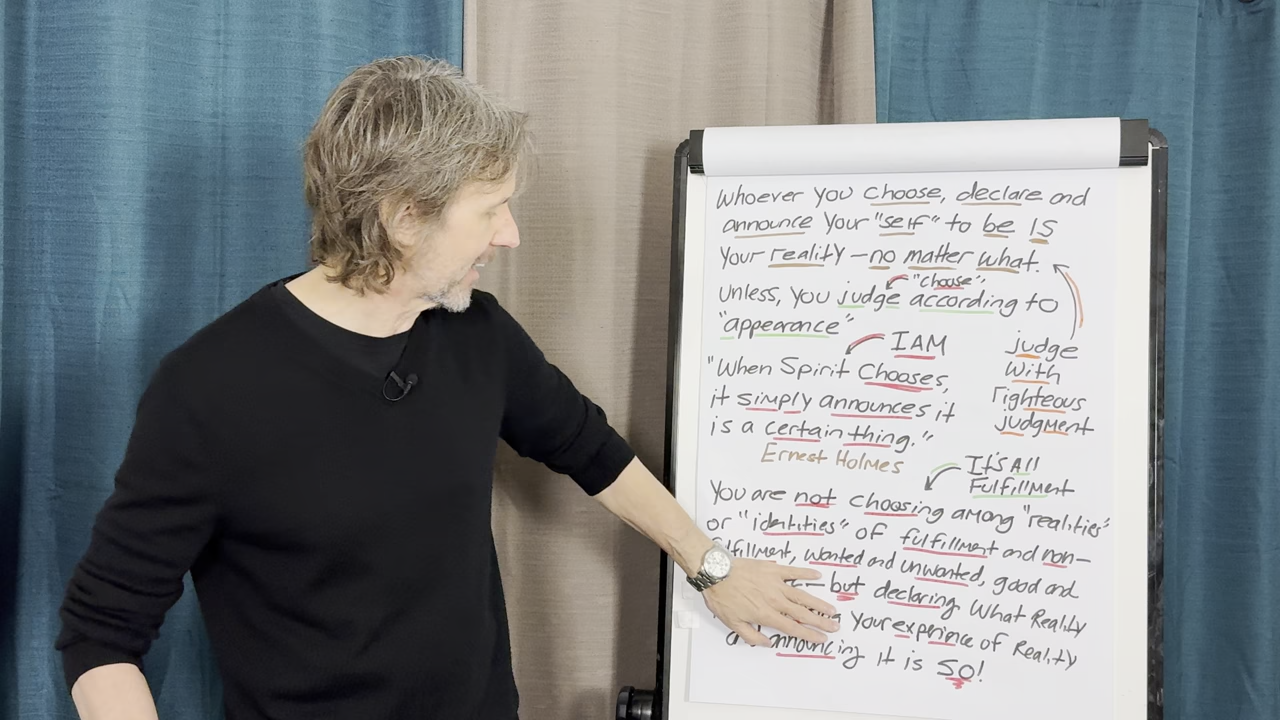 Whoever you choose, declare and
announce your "self" to be IS
your reality – no matter what.
"choose"
Unless, you judge according to
"appearance"
I AM
judge
with
righteous
judgment
"When Spirit Chooses,
it simply announces it
is a certain thing."
Ernest Holmes
It's All
Fulfillment
You are not choosing among "realities"
or "identities" of fulfillment and non-
fulfillment, wanted and unwanted, good and
– but declaring What Reality
your experience of Reality
announcing it is SO!